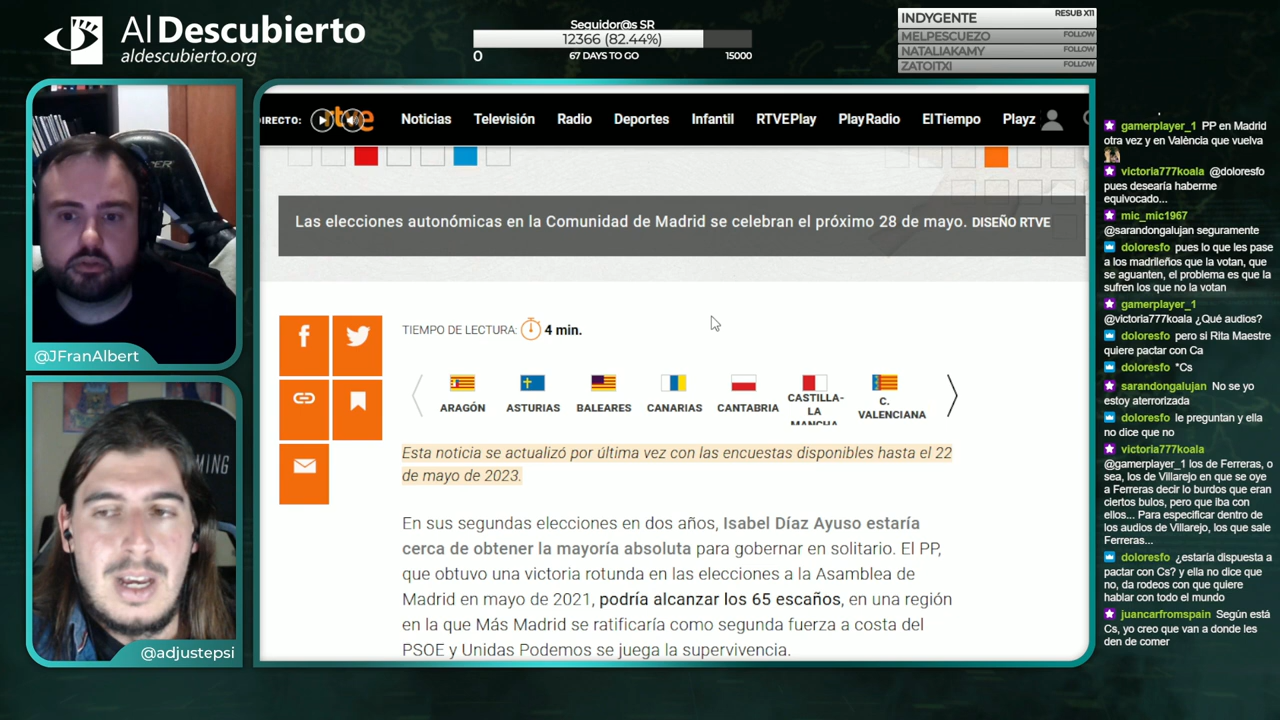 Al Descubierto
aldescubierto.org
Seguidor@s SR
12366 (82.44%)
0
67 DAYS TO GO
15000
INDYGENTE
RESUB X11
MELPESCUEZO
FOLLOW
NATALIAKAMY
FOLLOW
ZATOITXI
FOLLOW
@JFranAlbert
@adjustepsi
DIRECTO:
rtve
Noticias
Televisión
Radio
Deportes
Infantil
RTVEPlay
PlayRadio
ElTiempo
Playz
Las elecciones autonómicas en la Comunidad de Madrid se celebran el próximo 28 de mayo. DISEÑO RTVE
TIEMPO DE LECTURA: 4 min.
ARAGÓN
ASTURIAS
BALEARES
CANARIAS
CANTABRIA
CASTILLA-
LA
MANCHA
C.
VALENCIANA
Esta noticia se actualizó por última vez con las encuestas disponibles hasta el 22
de mayo de 2023.
En sus segundas elecciones en dos años, Isabel Díaz Ayuso estaría
cerca de obtener la mayoría absoluta para gobernar en solitario. El PP,
que obtuvo una victoria rotunda en las elecciones a la Asamblea de
Madrid en mayo de 2021, podría alcanzar los 65 escaños, en una región
en la que Más Madrid se ratificaría como segunda fuerza a costa del
PSOE y Unidas Podemos se juega la supervivencia.
gamerplayer_1 PP en Madrid
otra vez y en València que vuelva
victoria777koala @doloresfo
pues desearía haberme
equivocado...
mic_mic1967
@sarandongalujan seguramente
doloresfo pues lo que les pase
a los madrileños que la votan, que
se aguanten, el problema es que la
sufren los que no la votan
gamerplayer_1
@victoria777koala ¿Qué audios?
doloresfo pero si Rita Maestre
quiere pactar con Ca
doloresfo *Cs
sarandongalujan No se yo
estoy aterrorizada
doloresfo le preguntan y ella
no dice que no
victoria777koala
@gamerplayer_1 los de Ferreras, o
sea, los de Villarejo en que se oye
a Ferreras decir lo burdos que eran
ciertos bulos, pero que iba con
ellos... Para especificar dentro de
los audios de Villarejo, los que sale
Ferreras...
doloresfo ¿estaría dispuesta a
pactar con Cs? y ella no dice que
no, da rodeos con que quiere
hablar con todo el mundo
juancarfromspain Según está
Cs, yo creo que van a donde les
den de comer